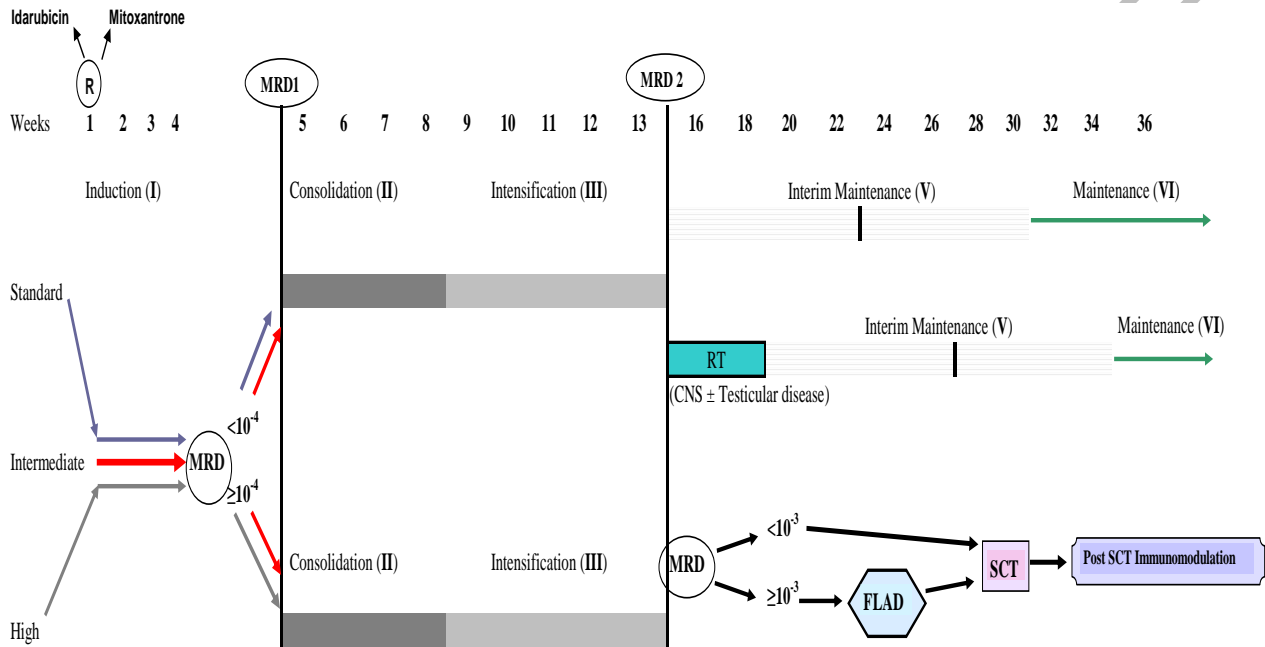 Idarubicin Mitoxantrone
R MRD1 MRD 2
Weeks 1 2 3 4 5 6 7 8 9 10 11 12 13 16 18 20 22 24 26 28 30 32 34 36
Induction (I) Consolidation (II) Intensification (III) Interim Maintenance (V) Maintenance (VI)
Standard
Interim Maintenance (V) Maintenance (VI)
RT
(CNS ± Testicular disease)
<10⁻⁴
Intermediate MRD
≥10⁻⁴
<10⁻³
Consolidation (II) Intensification (III) MRD SCT Post SCT Immunomodulation
≥10⁻³ FLAD
High